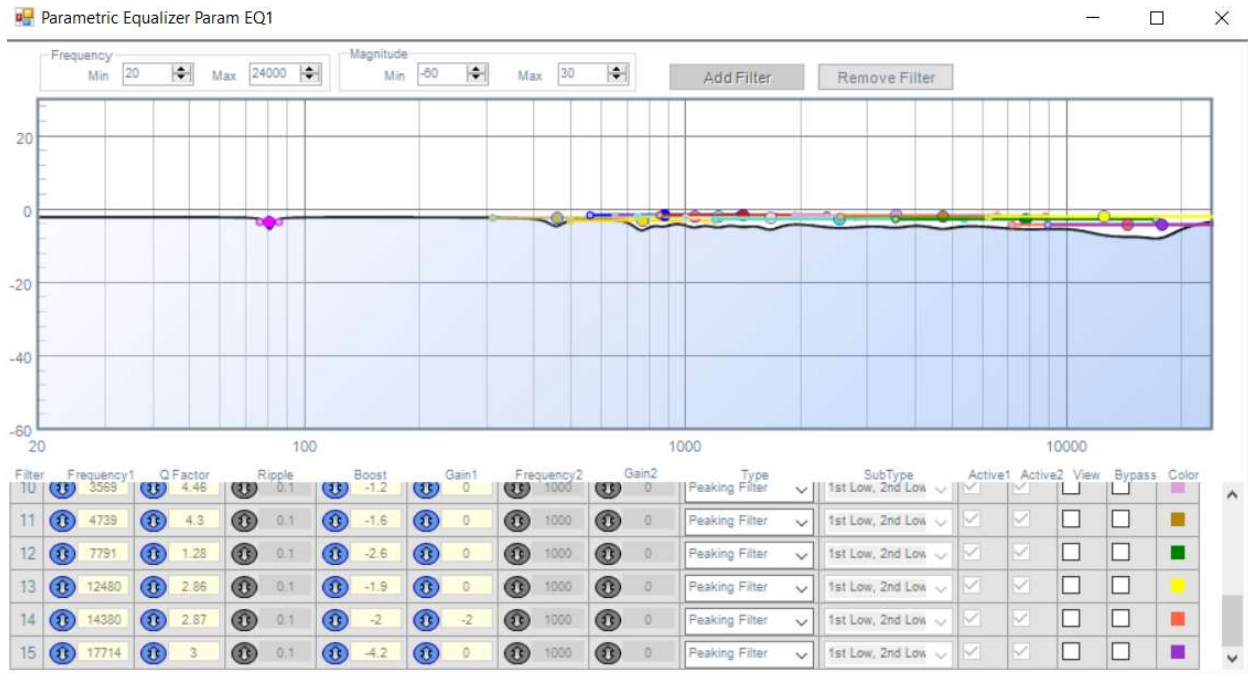 Parametric Equalizer Param EQ1
Frequency
Min 20 Max 24000
Magnitude
Min -60 Max 30
Add Filter Remove Filter
20
0
-20
-40
-60
20 100 1000 10000
Filter Frequency1 Q Factor Ripple Boost Gain1 Frequency2 Gain2 Type SubType Active1 Active2 View Bypass Color
10 3569 4.46 0.1 -1.2 0 1000 0 Peaking Filter 1st Low, 2nd Low
11 4739 4.3 0.1 -1.6 0 1000 0 Peaking Filter 1st Low, 2nd Low
12 7791 1.28 0.1 -2.6 0 1000 0 Peaking Filter 1st Low, 2nd Low
13 12480 2.86 0.1 -1.9 0 1000 0 Peaking Filter 1st Low, 2nd Low
14 14380 2.87 0.1 -2 -2 1000 0 Peaking Filter 1st Low, 2nd Low
15 17714 3 0.1 -4.2 0 1000 0 Peaking Filter 1st Low, 2nd Low